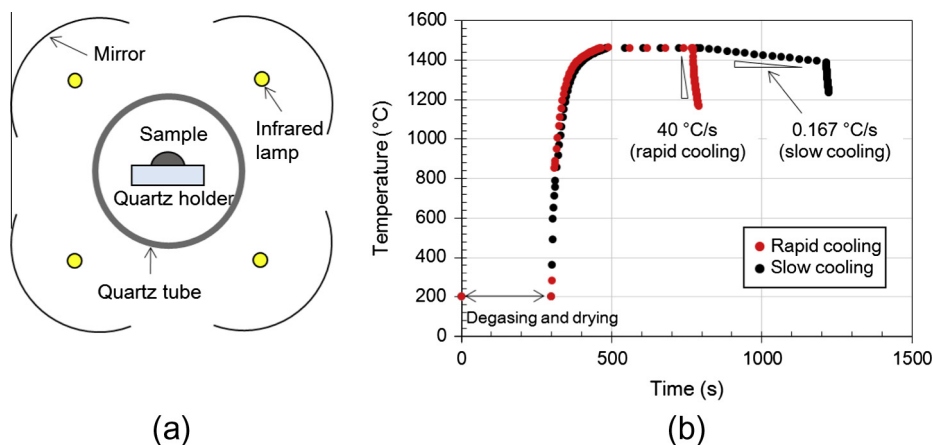 Mirror
Sample
Infrared
lamp
Quartz holder
Quartz tube
(a)
(b)
Temperature (°C)
1600
1400
1200
1000
800
600
400
200
0
40 °C/s
(rapid cooling)
0.167 °C/s
(slow cooling)
Rapid cooling
Slow cooling
Degasing and drying
0
500
1000
1500
Time (s)